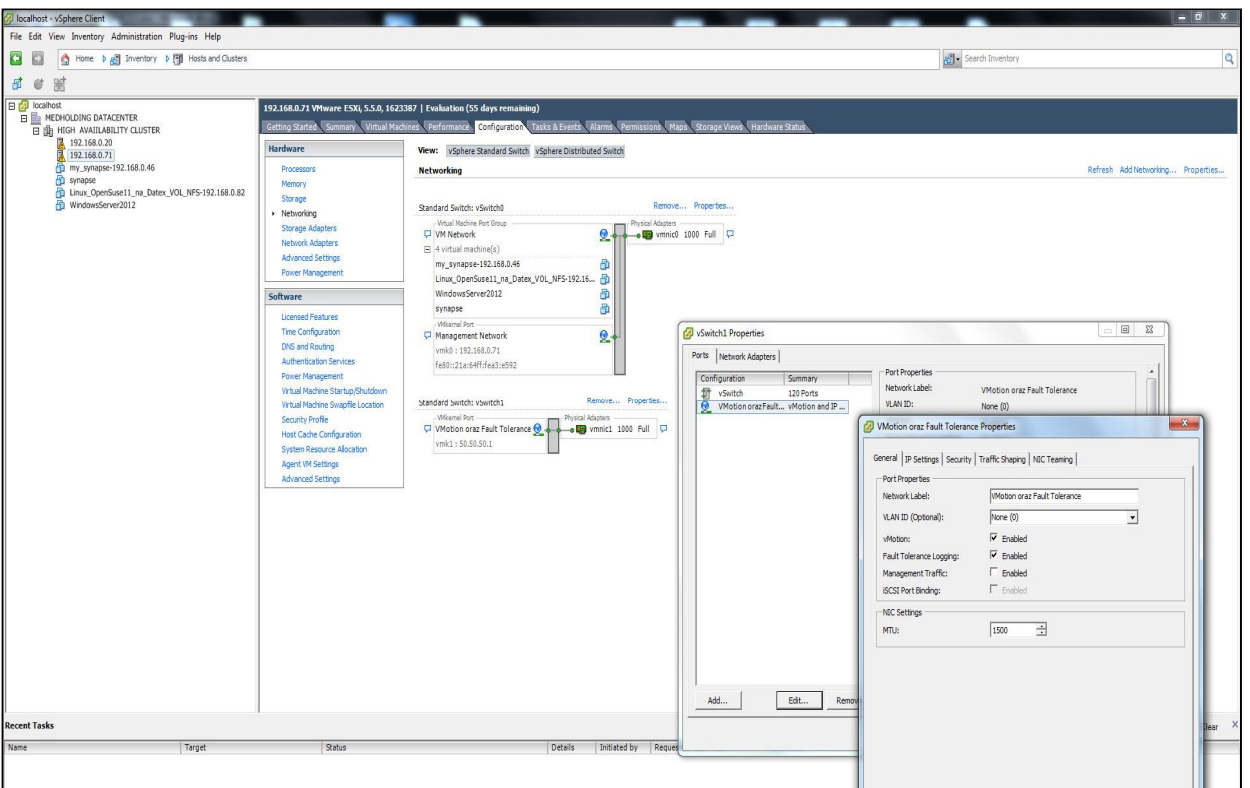 localhost - vSphere Client
File Edit View Inventory Administration Plug-ins Help
Home Inventory Hosts and Clusters
Search Inventory
localhost
MEDHOLDING DATACENTER
HIGH AVAIILABILITY CLUSTER
192.168.0.20
192.168.0.71
my_synapse-192.168.0.46
synapse
Linux_OpenSuse11_na_Datex_VOL_NFS-192.168.0.82
WindowsServer2012
192.168.0.71 VMware ESXi, 5.5.0, 1623387 | Evaluation (55 days remaining)
Getting Started Summary Virtual Machines Performance Configuration Tasks & Events Alarms Permissions Maps Storage Views Hardware Status
Hardware
Processors
Memory
Storage
Networking
Storage Adapters
Network Adapters
Advanced Settings
Power Management
Software
Licensed Features
Time Configuration
DNS and Routing
Authentication Services
Power Management
Virtual Machine Startup/Shutdown
Virtual Machine Swapfile Location
Security Profile
Host Cache Configuration
System Resource Allocation
Agent VM Settings
Advanced Settings
View: vSphere Standard Switch vSphere Distributed Switch
Networking
Refresh Add Networking... Properties...
Standard Switch: vSwitch0 Remove... Properties...
Virtual Machine Port Group
Physical Adapters
VM Network
vmnic0 1000 Full
4 virtual machine(s)
my_synapse-192.168.0.46
Linux_OpenSuse11_na_Datex_VOL_NFS-192.16...
WindowsServer2012
synapse
VMkernel Port
Management Network
vmk0 : 192.168.0.71
fe80::21a:64ff:fea3:e592
Standard Switch: vSwitch1 Remove... Properties...
VMkernel Port
Physical Adapters
VMotion oraz Fault Tolerance
vmnic1 1000 Full
vmk1 : 50.50.50.1
vSwitch1 Properties
Ports Network Adapters
Configuration Summary
vSwitch 120 Ports
VMotion oraz Fault... vMotion and IP ...
Add... Edit... Remov
Port Properties
Network Label: VMotion oraz Fault Tolerance
VLAN ID: None (0)
VMotion oraz Fault Tolerance Properties
General IP Settings Security Traffic Shaping NIC Teaming
Port Properties
Network Label: VMotion oraz Fault Tolerance
VLAN ID (Optional): None (0)
vMotion: Enabled
Fault Tolerance Logging: Enabled
Management Traffic: Enabled
iSCSI Port Binding: Enabled
NIC Settings
MTU: 1500
Recent Tasks
Clear X
Name Target Status Details Initiated by Reques